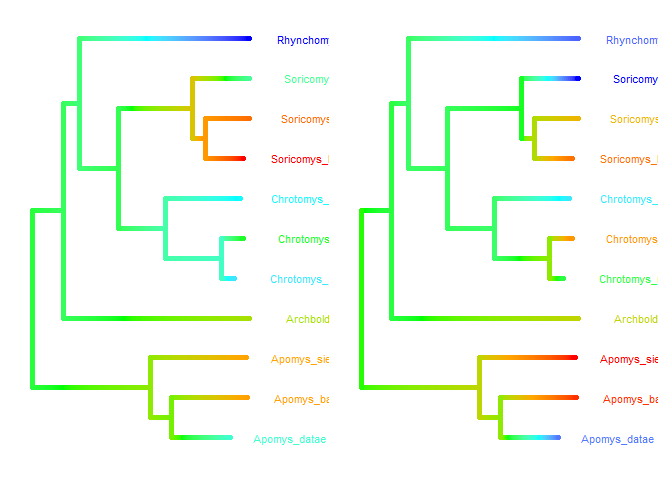 Rhynchom
Soricomy
Soricomys
Soricomys_
Chrotomys_
Chrotomys
Chrotomys_
Archbold
Apomys_sie
Apomys_ba
Apomys_datae
Rhynchom
Soricomy
Soricomys
Soricomys_
Chrotomys_
Chrotomys
Chrotomys_
Archbold
Apomys_sie
Apomys_ba
Apomys_datae